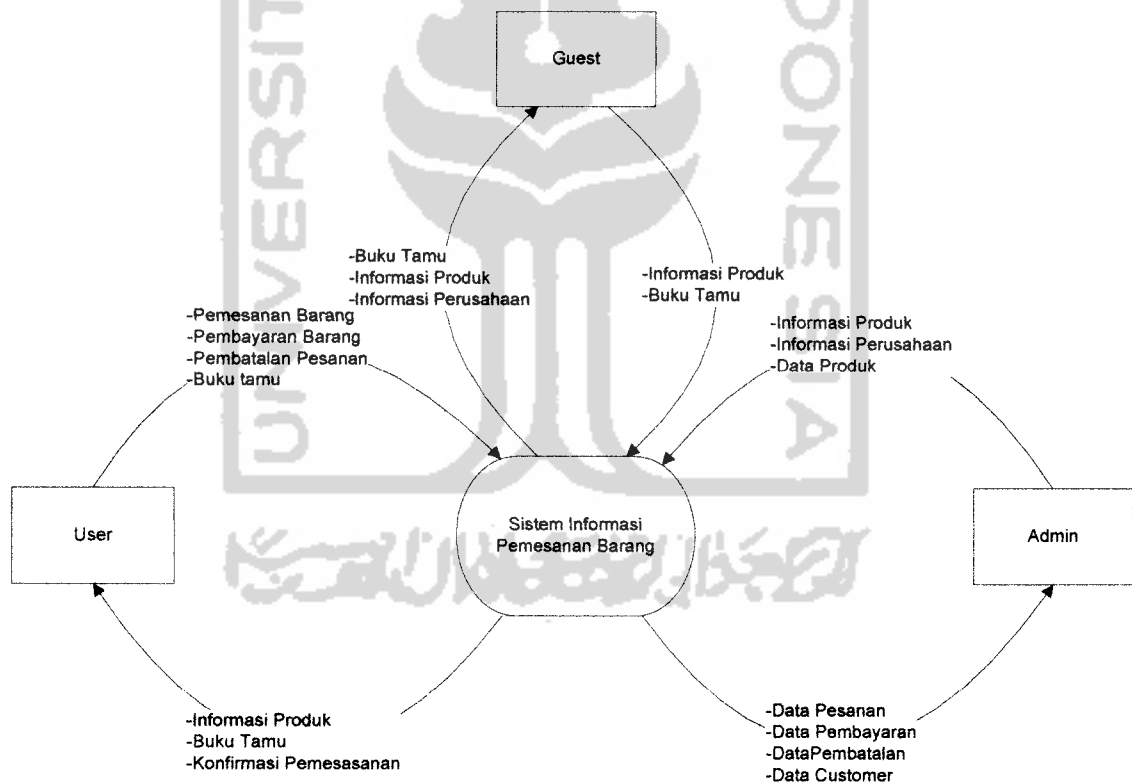 Guest
-Buku Tamu
-Informasi Produk
-Informasi Perusahaan
-Informasi Produk
-Buku Tamu
-Pemesanan Barang
-Pembayaran Barang
-Pembatalan Pesanan
-Buku tamu
-Informasi Produk
-Informasi Perusahaan
-Data Produk
User
Sistem Informasi
Pemesanan Barang
Admin
-Informasi Produk
-Buku Tamu
-Konfirmasi Pemesasanan
-Data Pesanan
-Data Pembayaran
-DataPembatalan
-Data Customer
UNIVERSIT
DONESIA